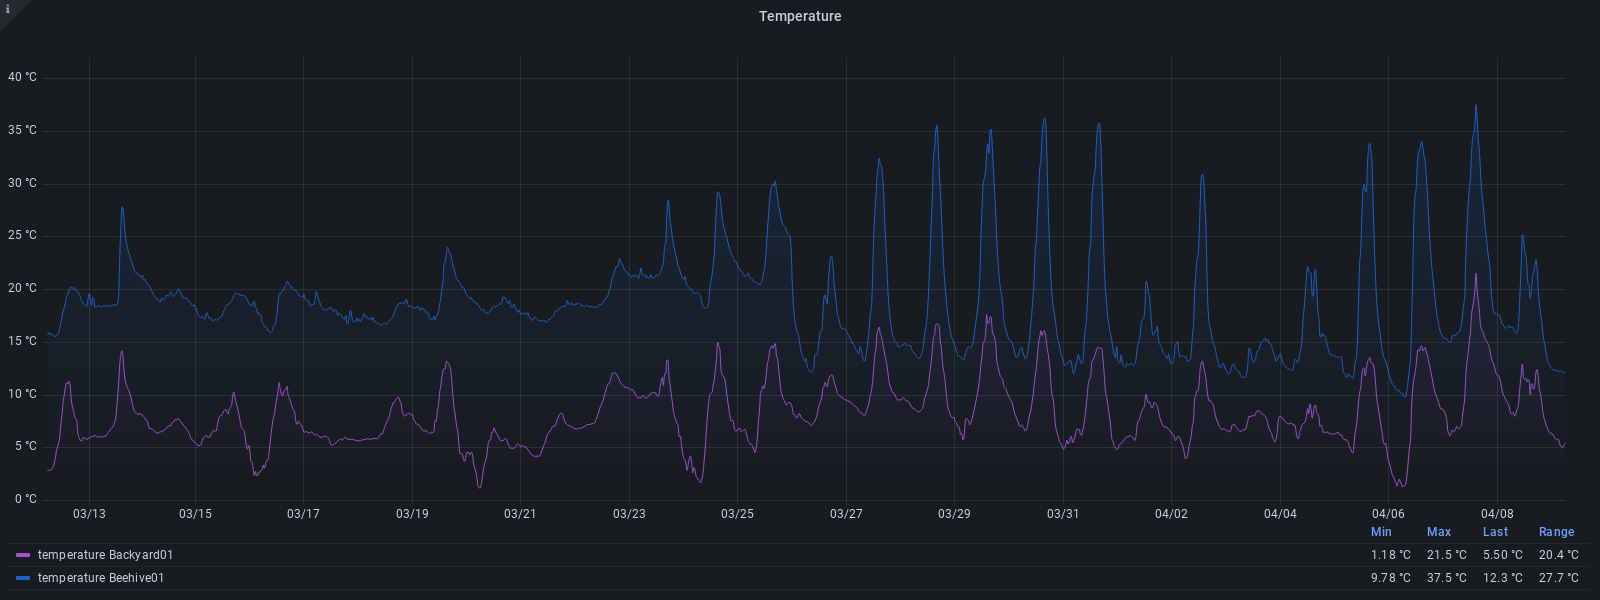 i
Temperature
40 °C
35 °C
30 °C
25 °C
20 °C
15 °C
10 °C
5 °C
0 °C
03/13 03/15 03/17 03/19 03/21 03/23 03/25 03/27 03/29 03/31 04/02 04/04 04/06 04/08
Min Max Last Range
temperature Backyard01 1.18 °C 21.5 °C 5.50 °C 20.4 °C
temperature Beehive01 9.78 °C 37.5 °C 12.3 °C 27.7 °C